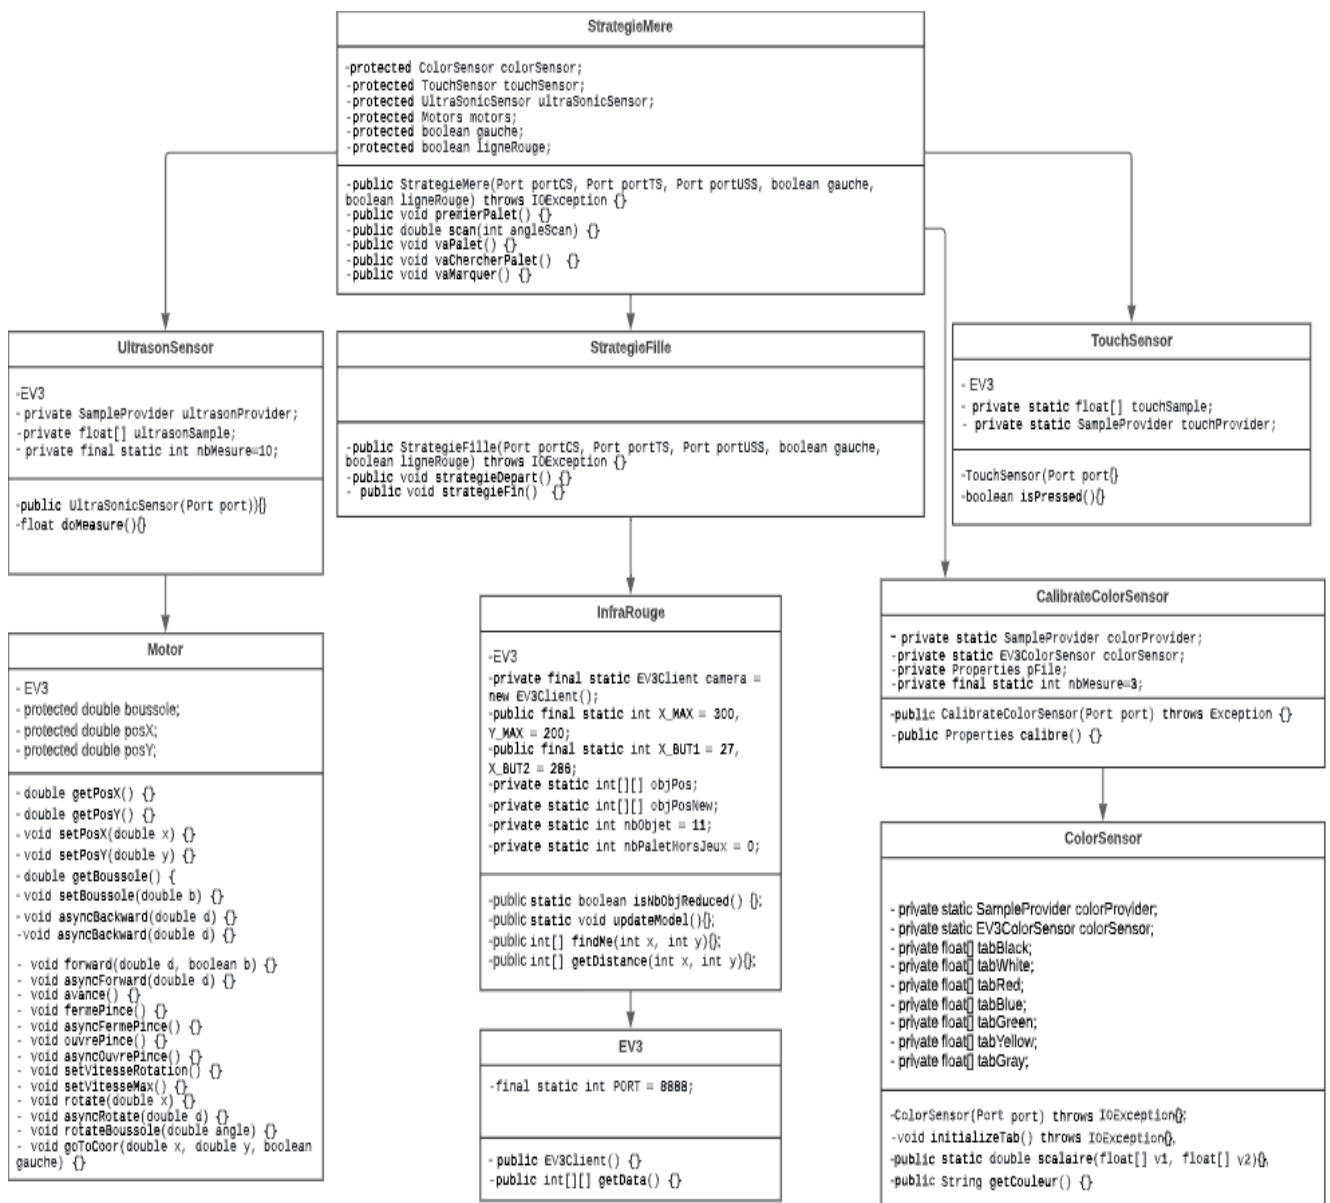 StrategieMere
-protected ColorSensor colorSensor;
-protected TouchSensor touchSensor;
-protected UltraSonicSensor ultraSonicSensor;
-protected Motors motors;
-protected boolean gauche;
-protected boolean ligneRouge;
-public StrategieMere(Port portCS, Port portTS, Port portUSS, boolean gauche,
boolean ligneRouge) throws IOException {}
-public void premierPalet() {}
-public double scan(int angleScan) {}
-public void vaPalet() {}
-public void vaChercherPalet()  {}
-public void vaMarquer() {}
UltrasonSensor
-EV3
- private SampleProvider ultrasonProvider;
-private float[] ultrasonSample;
- private final static int nbMesure=10;
-public UltraSonicSensor(Port port)){}
-float doMeasure(){}
StrategieFille
-public StrategieFille(Port portCS, Port portTS, Port portUSS, boolean gauche,
boolean ligneRouge) throws IOException {}
-public void strategieDepart() {}
- public void strategieFin()  {}
TouchSensor
- EV3
- private static float[] touchSample;
- private static SampleProvider touchProvider;
-TouchSensor(Port port{}
-boolean isPressed(){}
Motor
- EV3
- protected double boussole;
- protected double posX;
- protected double posY;
- double getPosX() {}
- double getPosY() {}
- void setPosX(double x) {}
- void setPosY(double y) {}
- double getBoussole() {
- void setBoussole(double b) {}
- void asyncBackward(double d) {}
-void asyncBackward(double d) {}
- void forward(double d, boolean b) {}
- void asyncForward(double d) {}
- void avance() {}
- void fermePince() {}
- void asyncFermePince() {}
- void ouvrePince() {}
- void asyncOuvrePince() {}
- void setVitesseRotation() {}
- void setVitesseMax() {}
- void rotate(double x) {}
- void asyncRotate(double d) {}
- void rotateBoussole(double angle) {}
- void goToCoor(double x, double y, boolean
gauche) {}
InfraRouge
-EV3
-private final static EV3Client camera =
new EV3Client();
-public final static int X_MAX = 300,
Y_MAX = 200;
-public final static int X_BUT1 = 27,
X_BUT2 = 286;
-private static int[][] objPos;
-private static int[][] objPosNew;
-private static int nbObjet = 11;
-private static int nbPaletHorsJeux = 0;
-public static boolean isNbObjReduced() {};
-public static void updateModel(){};
-public int[] findMe(int x, int y){};
-public int[] getDistance(int x, int y){};
EV3
-final static int PORT = 8888;
- public EV3Client() {}
- public int[][] getData() {}
CalibrateColorSensor
- private static SampleProvider colorProvider;
-private static EV3ColorSensor colorSensor;
-private Properties pFile;
-private final static int nbMesure=3;
-public CalibrateColorSensor(Port port) throws Exception {}
-public Properties calibre() {}
ColorSensor
- private static SampleProvider colorProvider;
- private static EV3ColorSensor colorSensor;
- private float[] tabBlack;
- private float[] tabWhite;
- private float[] tabRed;
- private float[] tabBlue;
- private float[] tabGreen;
- private float[] tabYellow;
- private float[] tabGray;
-ColorSensor(Port port) throws IOException{};
-void initializeTab() throws IOException{},
-public static double scalaire(float[] v1, float[] v2){},
-public String getCouleur() {}